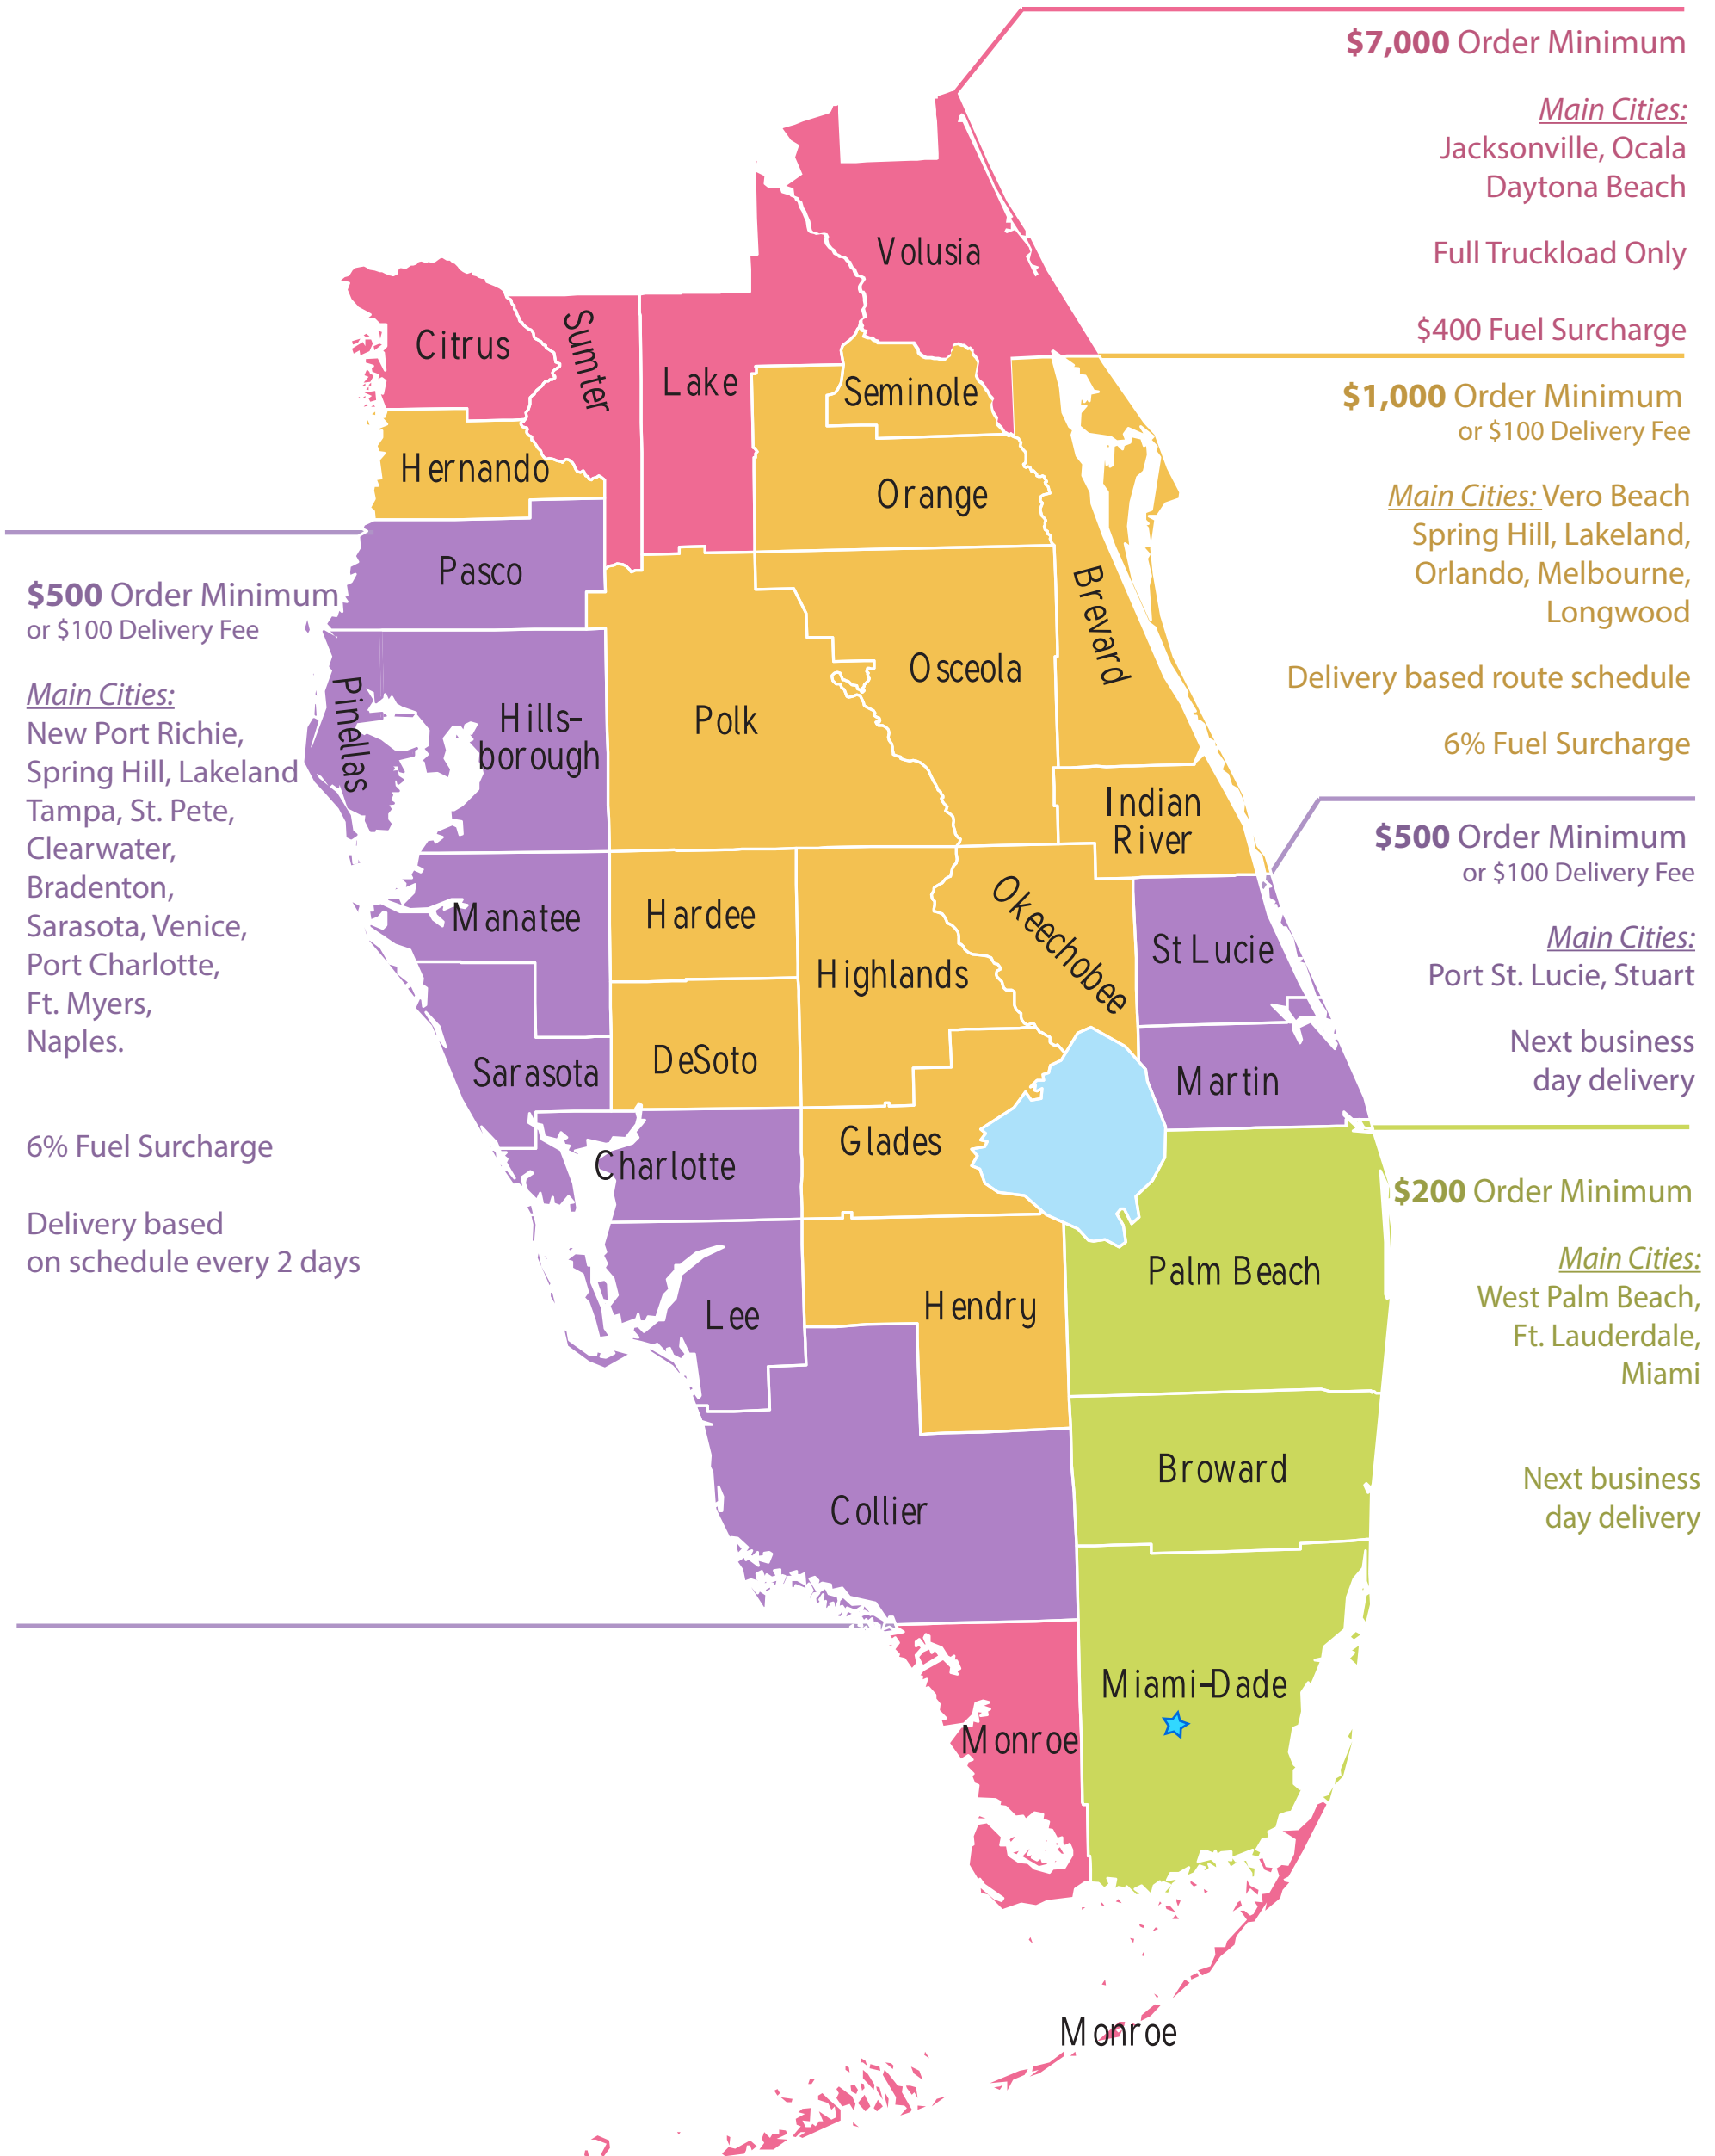 $7,000 Order Minimum
Main Cities:
Jacksonville, Ocala
Daytona Beach
Full Truckload Only
$400 Fuel Surcharge
$1,000 Order Minimum
or $100 Delivery Fee
Main Cities: Vero Beach
Spring Hill, Lakeland,
Orlando, Melbourne,
Longwood
Delivery based route schedule
6% Fuel Surcharge
$500 Order Minimum
or $100 Delivery Fee
Main Cities:
Port St. Lucie, Stuart
Next business
day delivery
$200 Order Minimum
Main Cities:
West Palm Beach,
Ft. Lauderdale,
Miami
Next business
day delivery
$500 Order Minimum
or $100 Delivery Fee
Main Cities:
New Port Richie,
Spring Hill, Lakeland
Tampa, St. Pete,
Clearwater,
Bradenton,
Sarasota, Venice,
Port Charlotte,
Ft. Myers,
Naples.
6% Fuel Surcharge
Delivery based
on schedule every 2 days
Volusia
Citrus
Sumter
Lake
Seminole
Hernando
Orange
Pasco
Brevard
Osceola
Pinellas
Hills-
borough
Polk
Indian
River
Manatee
Hardee
Highlands
Okeechobee
St Lucie
Sarasota
DeSoto
Martin
Charlotte
Glades
Palm Beach
Lee
Hendry
Broward
Collier
Miami-Dade
Monroe
Monroe